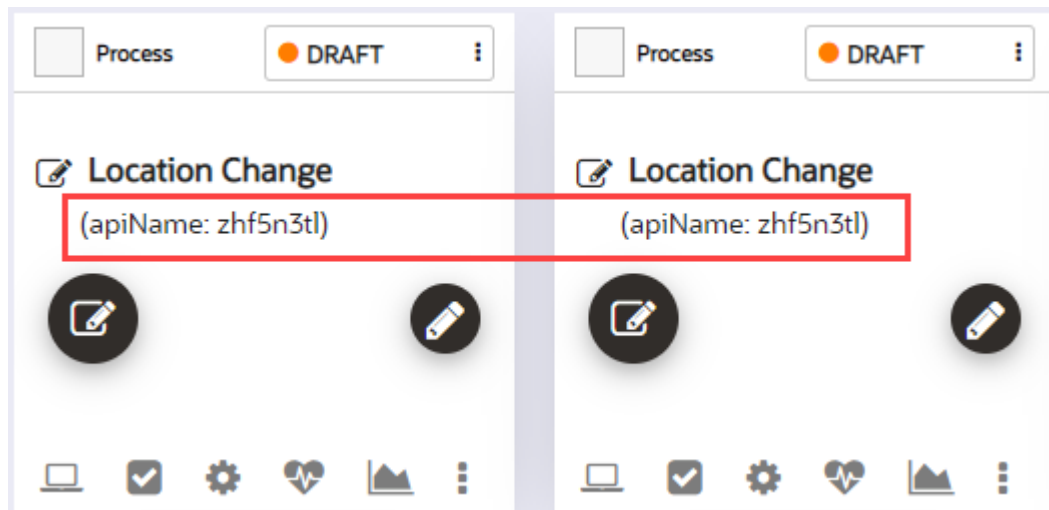 Process DRAFT
Location Change
(apiName: zhf5n3tl)
Process DRAFT
Location Change
(apiName: zhf5n3tl)